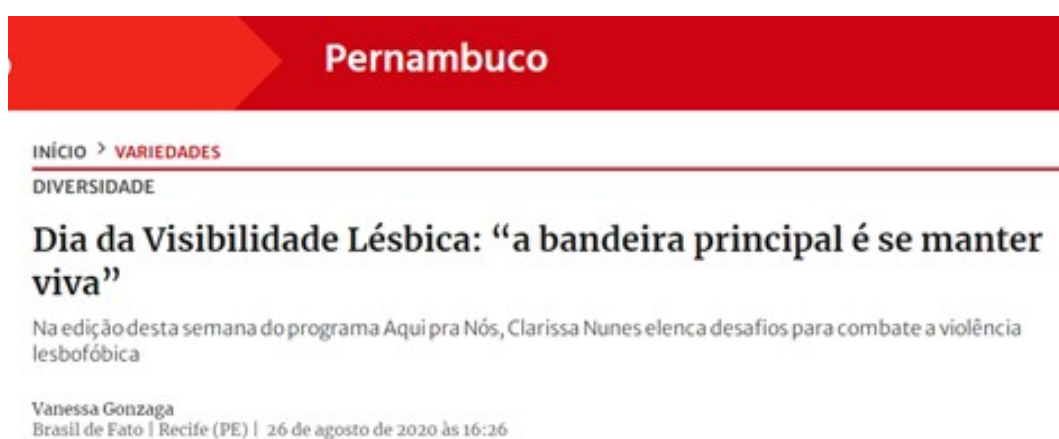 Pernambuco
INÍCIO > VARIEDADES
DIVERSIDADE
Dia da Visibilidade Lésbica: “a bandeira principal é se manter
viva”
Na edição desta semana do programa Aqui pra Nós, Clarissa Nunes elenca desafios para combate a violência
lesbofóbica
Vanessa Gonzaga
Brasil de Fato | Recife (PE) | 26 de agosto de 2020 às 16:26